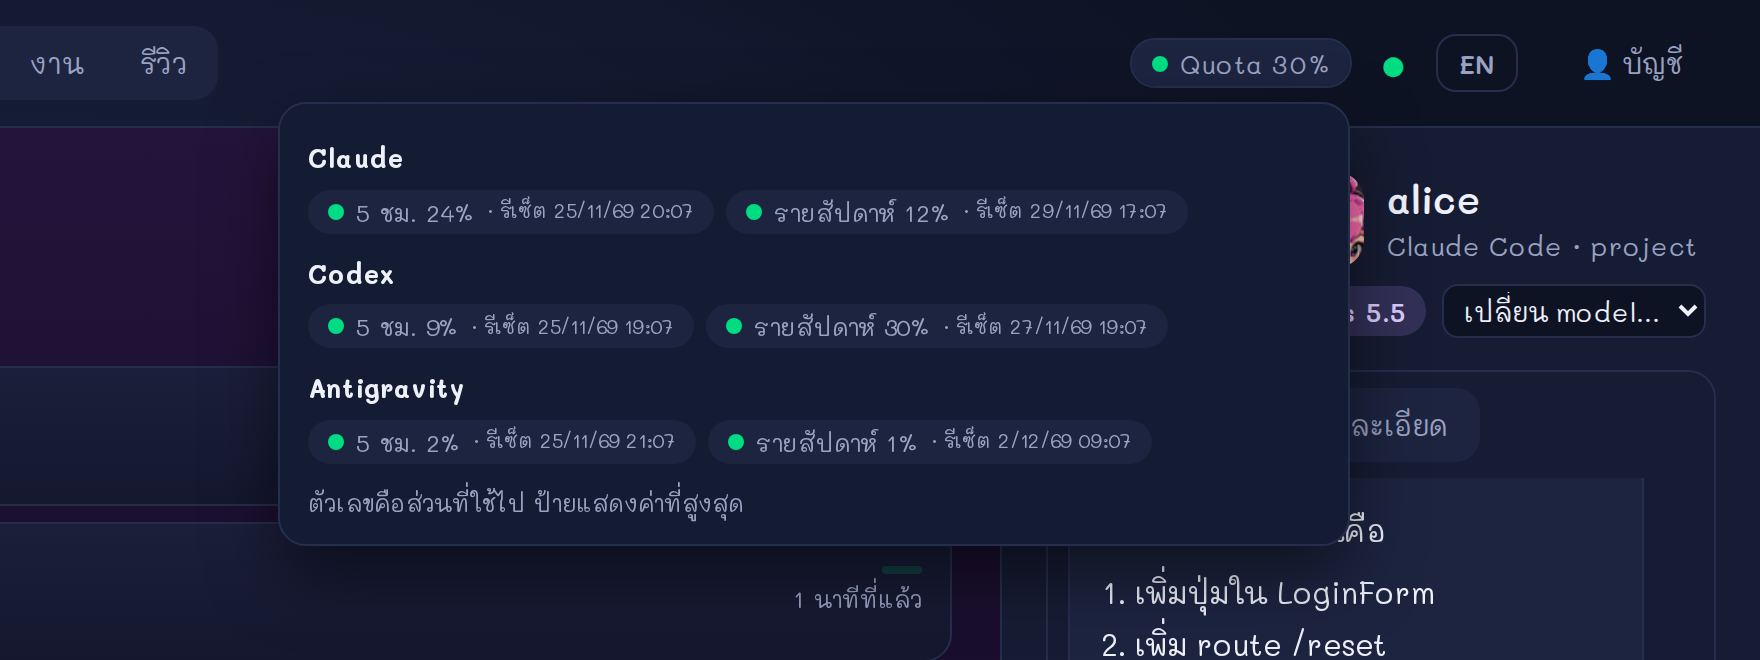 งาน รีวิว Quota 30% EN บัญชี
Claude
5 ชม. 24% · รีเซ็ต 25/11/69 20:07 รายสัปดาห์ 12% · รีเซ็ต 29/11/69 17:07
Codex
5 ชม. 9% · รีเซ็ต 25/11/69 19:07 รายสัปดาห์ 30% · รีเซ็ต 27/11/69 19:07
Antigravity
5 ชม. 2% · รีเซ็ต 25/11/69 21:07 รายสัปดาห์ 1% · รีเซ็ต 2/12/69 09:07
ตัวเลขคือส่วนที่ใช้ไป ป้ายแสดงค่าที่สูงสุด
1 นาทีที่แล้ว
alice
Claude Code · project
5.5 เปลี่ยน model...
ละเอียด
คือ
1. เพิ่มปุ่มใน LoginForm
2. เพิ่ม route /reset